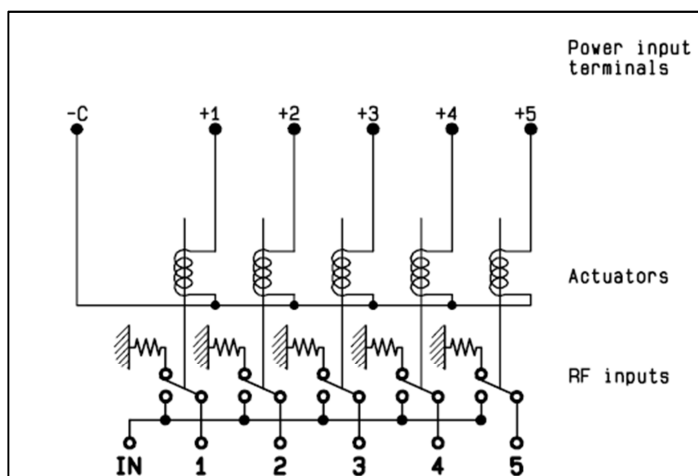 Power input
terminals
-C +1 +2 +3 +4 +5
Actuators
RF inputs
IN 1 2 3 4 5